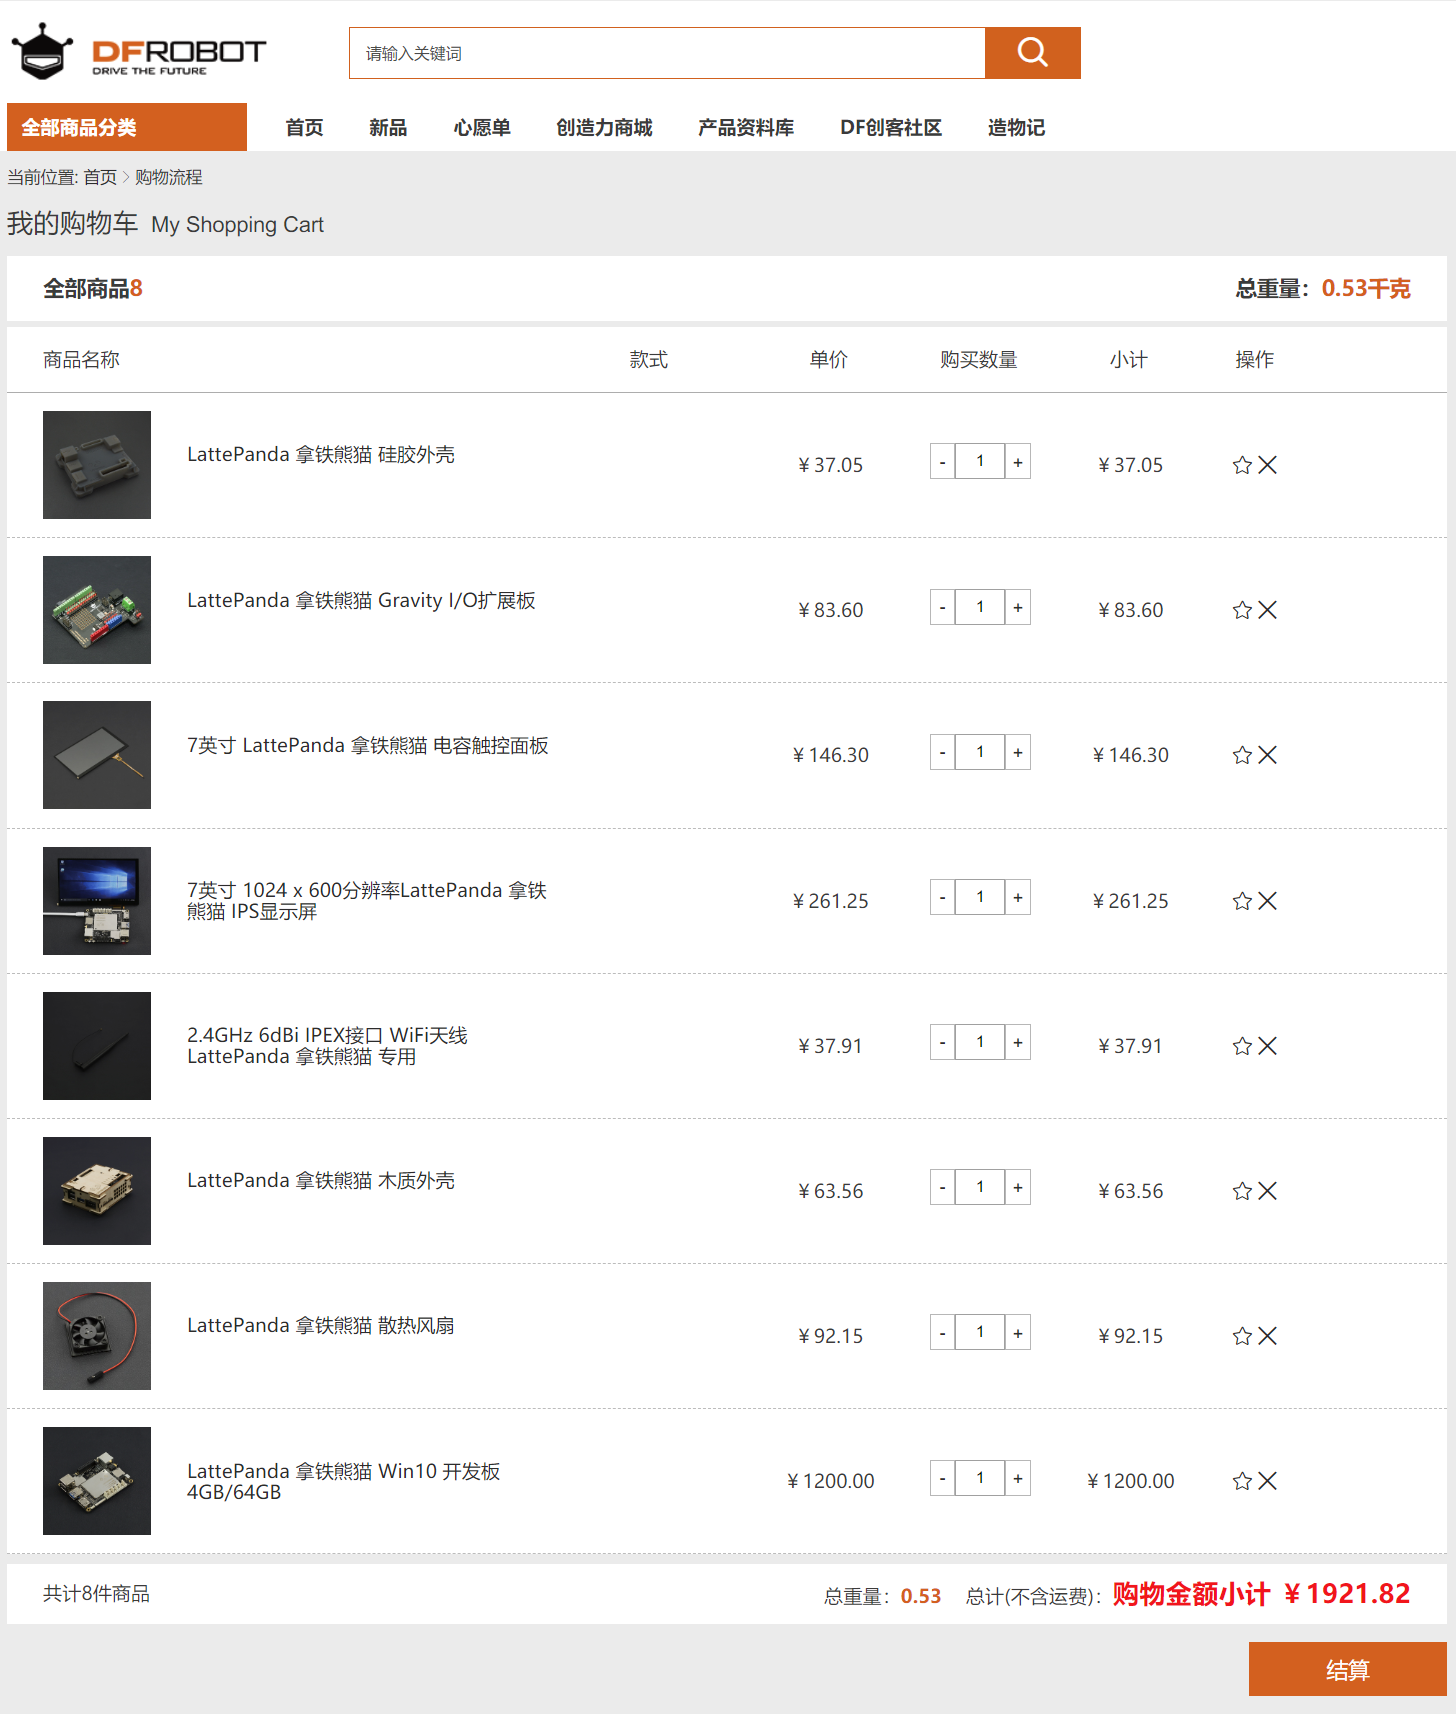 DFROBOT
DRIVE THE FUTURE
请输入关键词
全部商品分类 首页 新品 心愿单 创造力商城 产品资料库 DF创客社区 造物记
当前位置: 首页 > 购物流程
我的购物车 My Shopping Cart
全部商品8 总重量：0.53千克
商品名称 款式 单价 购买数量 小计 操作
LattePanda 拿铁熊猫 硅胶外壳
¥37.05 - 1 + ¥37.05
LattePanda 拿铁熊猫 Gravity I/O扩展板
¥83.60 - 1 + ¥83.60
7英寸 LattePanda 拿铁熊猫 电容触控面板
¥146.30 - 1 + ¥146.30
7英寸 1024 x 600分辨率LattePanda 拿铁
熊猫 IPS显示屏
¥261.25 - 1 + ¥261.25
2.4GHz 6dBi IPEX接口 WiFi天线
LattePanda 拿铁熊猫 专用
¥37.91 - 1 + ¥37.91
LattePanda 拿铁熊猫 木质外壳
¥63.56 - 1 + ¥63.56
LattePanda 拿铁熊猫 散热风扇
¥92.15 - 1 + ¥92.15
LattePanda 拿铁熊猫 Win10 开发板
4GB/64GB
¥1200.00 - 1 + ¥1200.00
共计8件商品 总重量：0.53 总计(不含运费)：购物金额小计 ¥1921.82
结算